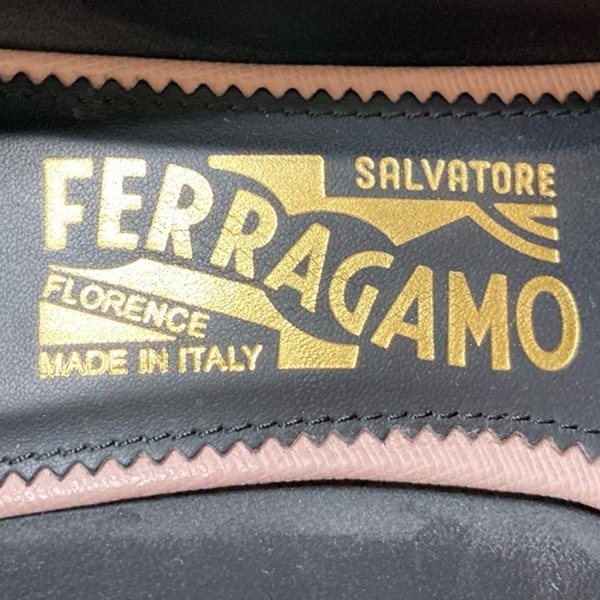 SALVATORE
FERRAGAMO
FLORENCE
MADE IN ITALY